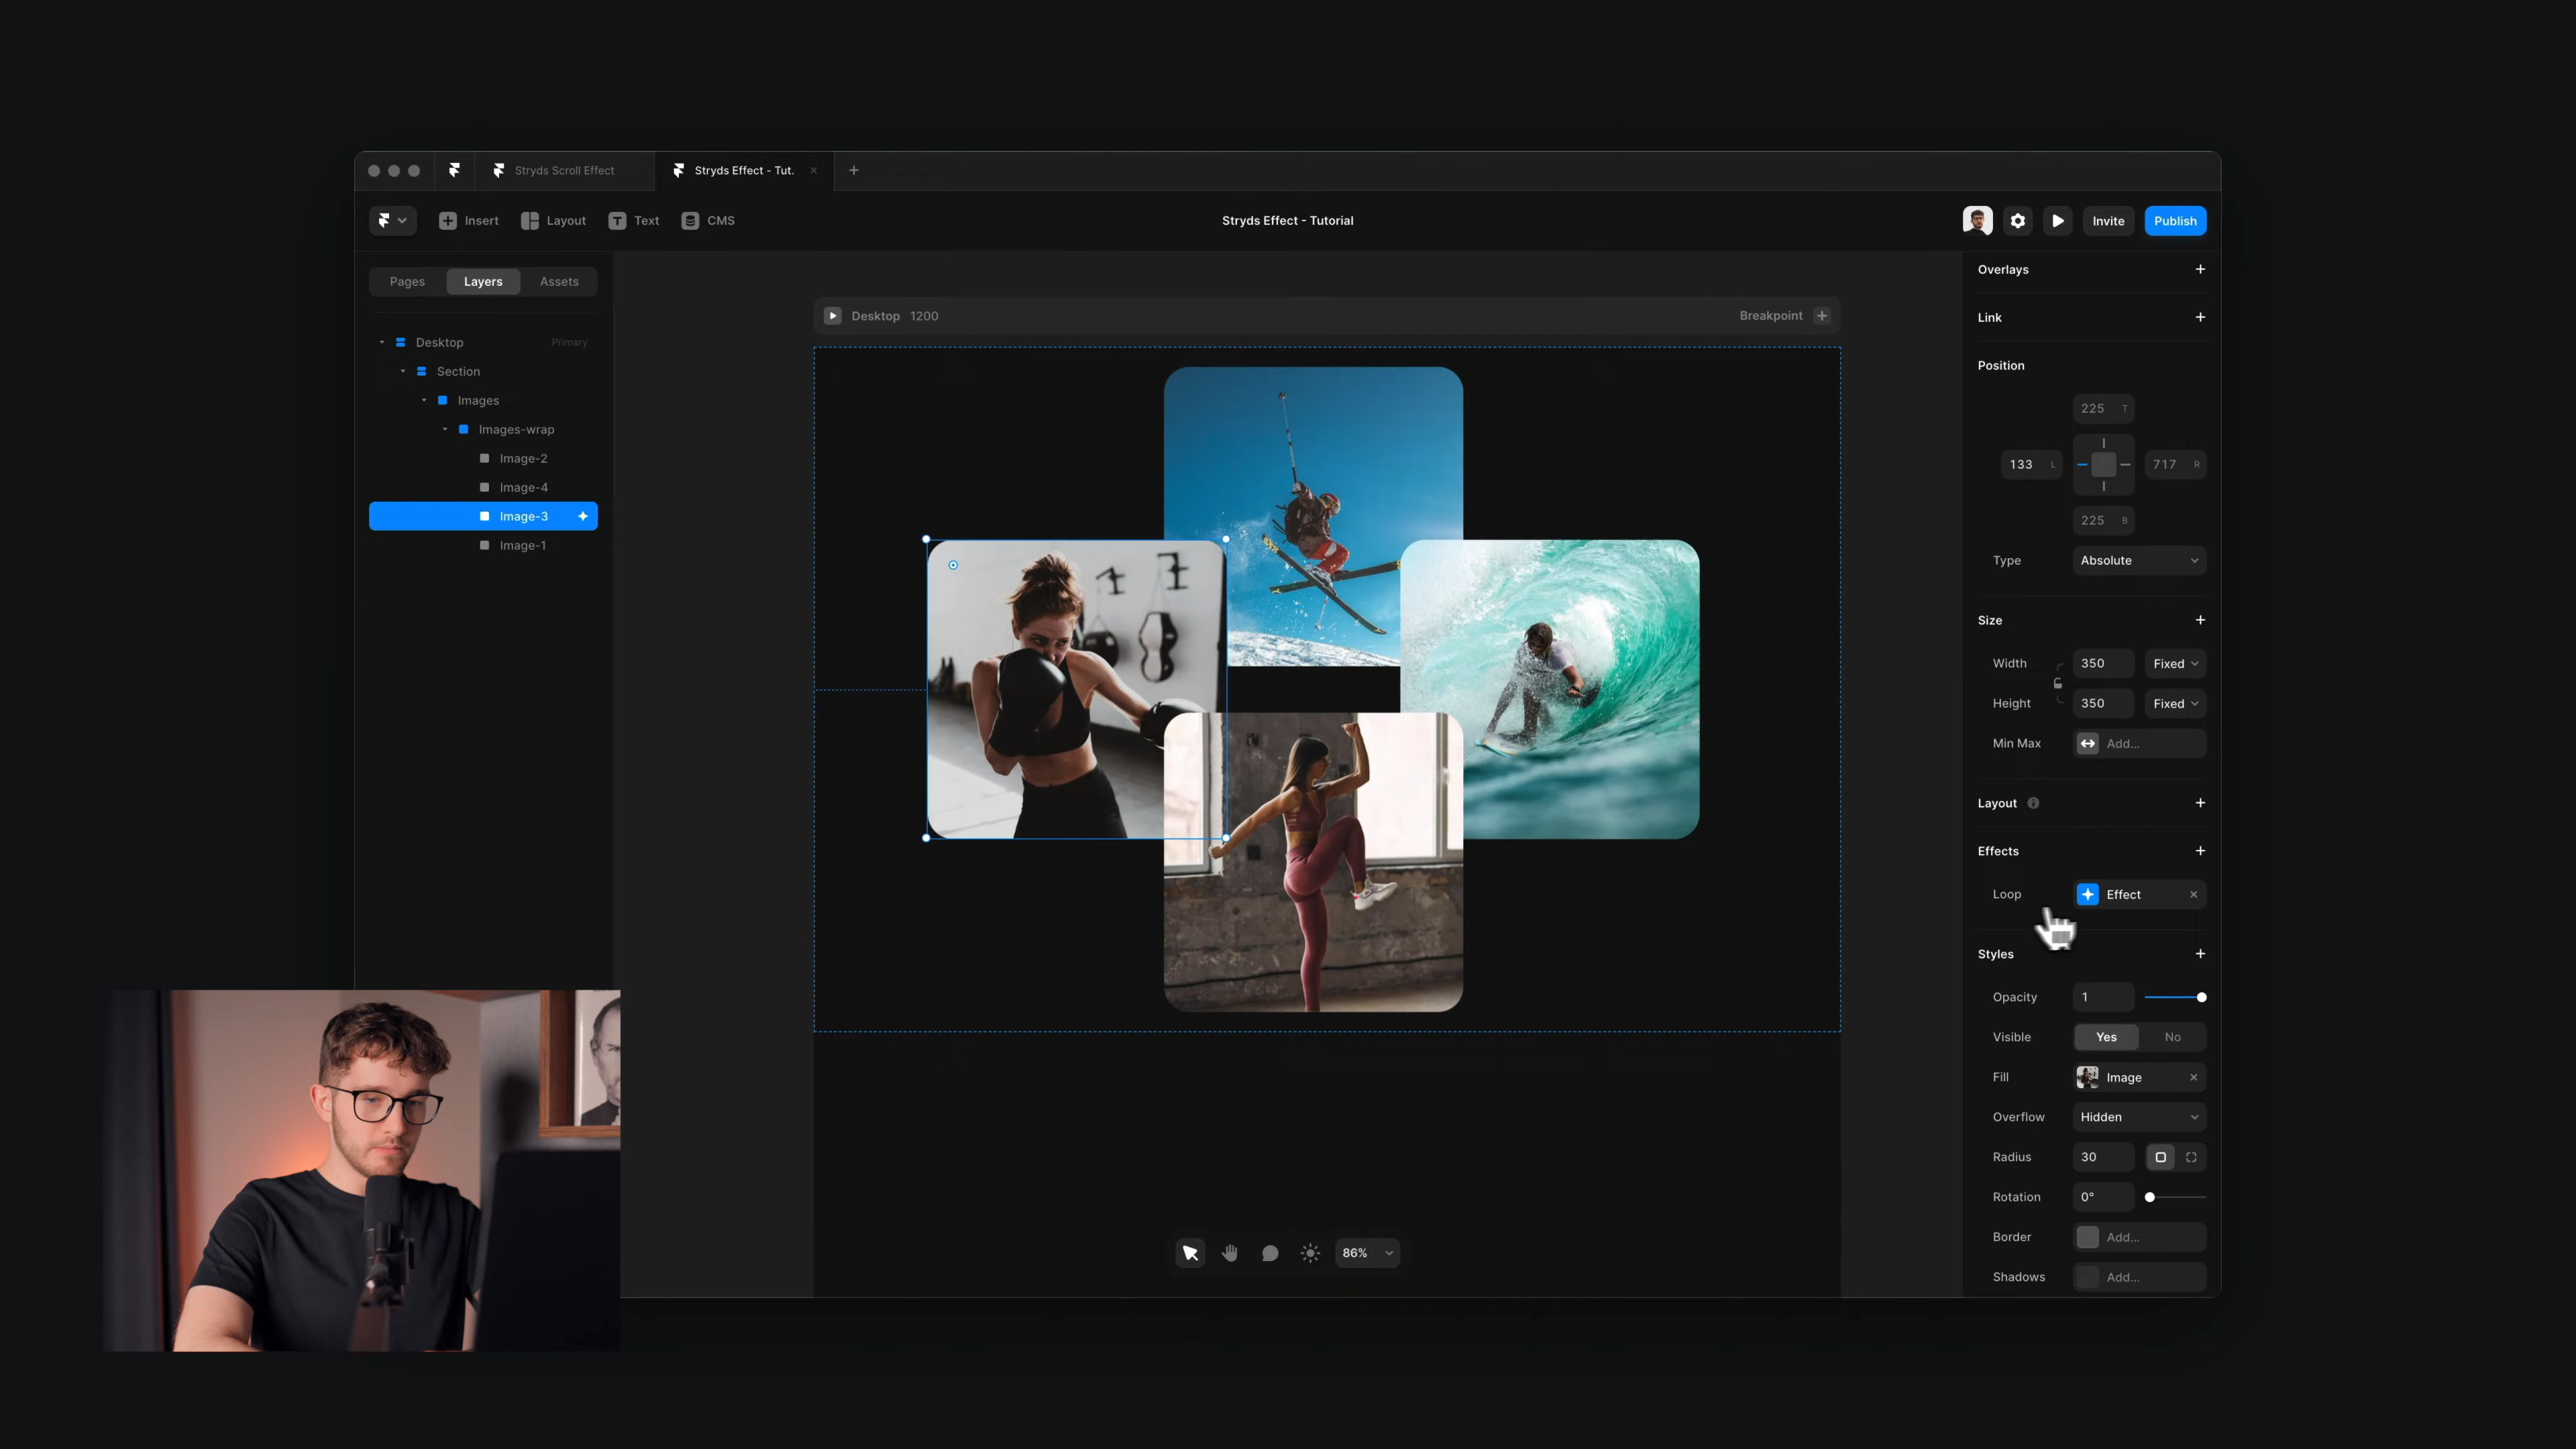 Stryds Scroll Effect
Stryds Effect - Tut.
Insert
Layout
Text
CMS
Stryds Effect - Tutorial
Invite
Publish
Pages
Layers
Assets
Desktop
Primary
Section
Images
Images-wrap
Image-2
Image-4
Image-3
Image-1
Desktop 1200
Breakpoint
86%
Overlays
Link
Position
225 T
133 L
717 R
225 B
Type
Absolute
Size
Width
350
Fixed
Height
350
Fixed
Min Max
Add...
Layout
Effects
Loop
Effect
Styles
Opacity
1
Visible
Yes
No
Fill
Image
Overflow
Hidden
Radius
30
Rotation
0°
Border
Add...
Shadows
Add...